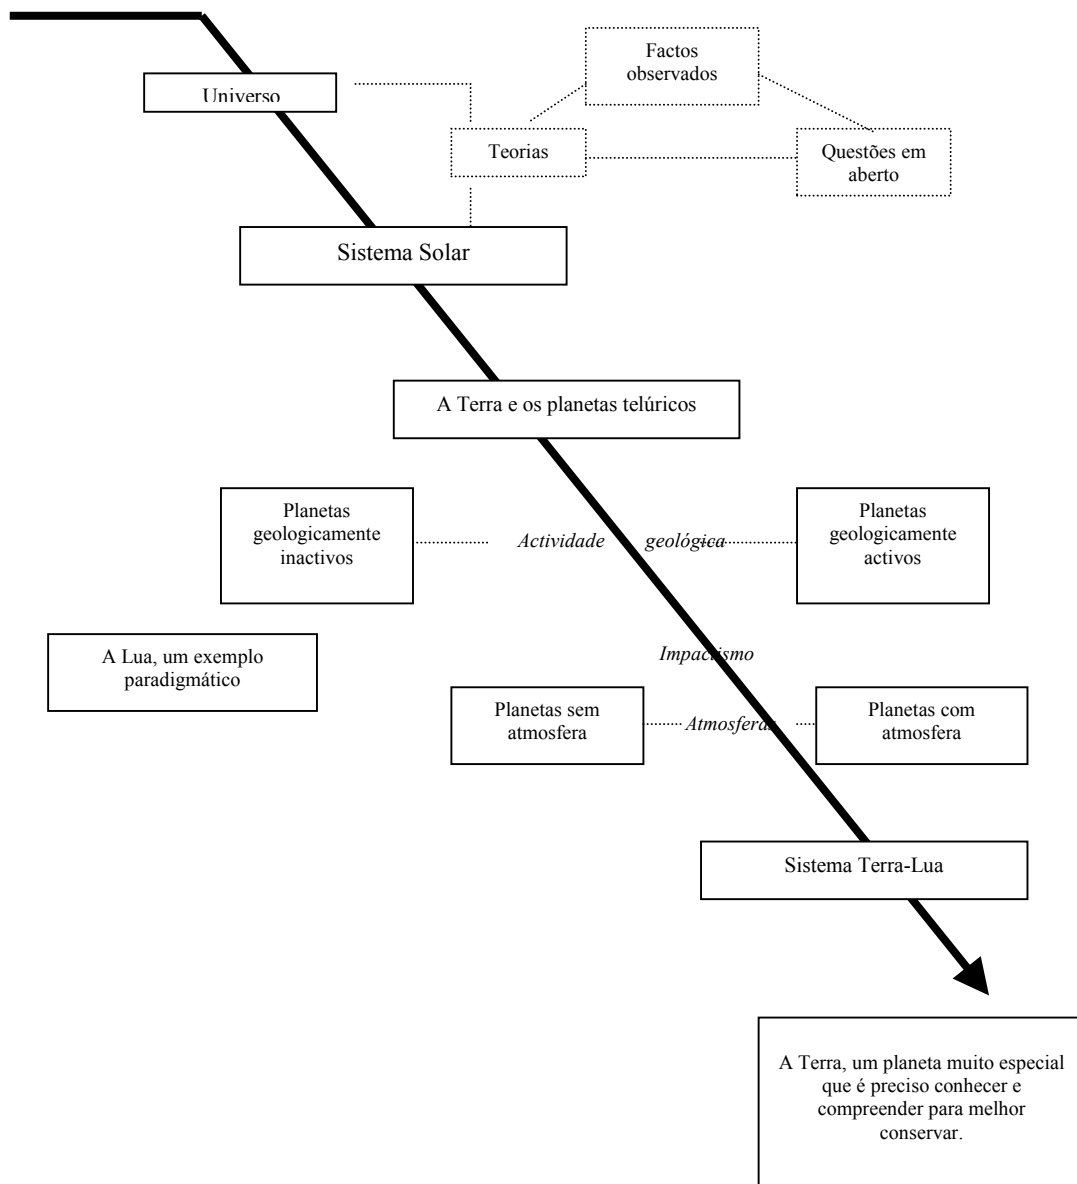 Factos
observados
Universo
Teorias
Questões em
aberto
Sistema Solar
A Terra e os planetas telúricos
Planetas
geologicamente
inactivos
Actividade geológica
Planetas
geologicamente
activos
A Lua, um exemplo
paradigmático
Impactismo
Planetas sem
atmosfera
Atmosferas
Planetas com
atmosfera
Sistema Terra-Lua
A Terra, um planeta muito especial
que é preciso conhecer e
compreender para melhor
conservar.